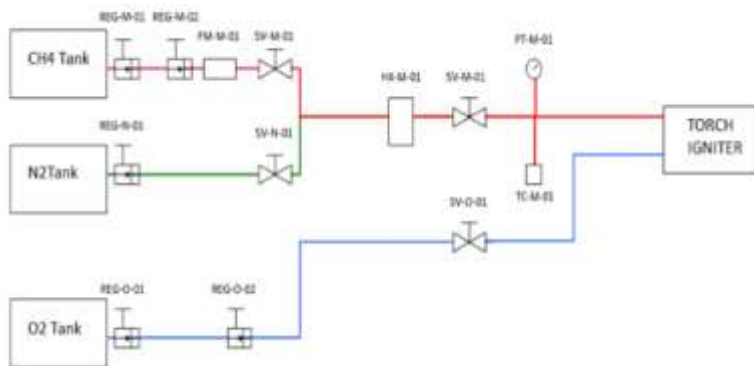 REG-M-01
REG-M-02
FM-M-01
SV-M-01
PT-M-01
CH4 Tank
HX-M-01
SV-M-01
REG-N-01
SV-N-01
TORCH
IGNITER
N2Tank
TC-M-01
SV-O-01
REG-O-01
REG-O-02
O2 Tank